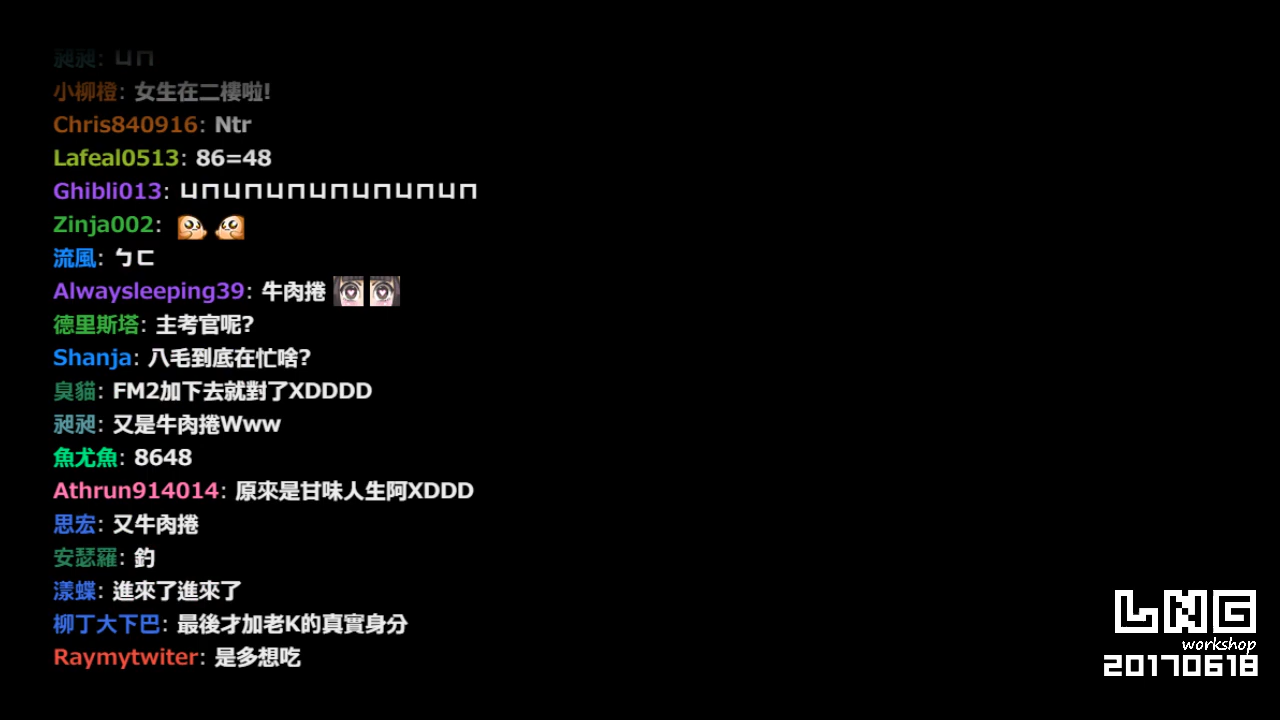 昶昶: ㄩㄇ
小柳橙: 女生在二樓啦!
Chris840916: Ntr
Lafeal0513: 86=48
Ghibli013: ㄩㄇㄩㄇㄩㄇㄩㄇㄩㄇㄩㄇㄩㄇ
Zinja002:
流風: ㄅㄈ
Alwaysleeping39: 牛肉捲
德里斯塔: 主考官呢?
Shanja: 八毛到底在忙啥?
臭貓: FM2加下去就對了XDDDD
昶昶: 又是牛肉捲Www
魚尤魚: 8648
Athrun914014: 原來是甘味人生阿XDDD
思宏: 又牛肉捲
安瑟羅: 釣
漾蝶: 進來了進來了
柳丁大下巴: 最後才加老K的真實身分
Raymytwiter: 是多想吃
LNG
workshop
20170618